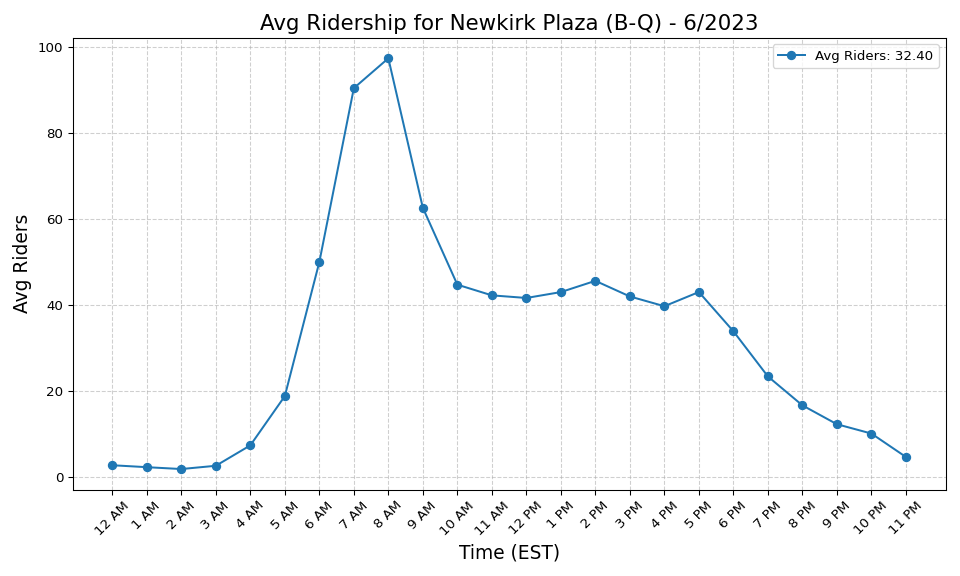 Avg Ridership for Newkirk Plaza (B-Q) - 6/2023
Avg Riders: 32.40
Avg Riders
100
80
60
40
20
0
12 AM
1 AM
2 AM
3 AM
4 AM
5 AM
6 AM
7 AM
8 AM
9 AM
10 AM
11 AM
12 PM
1 PM
2 PM
3 PM
4 PM
5 PM
6 PM
7 PM
8 PM
9 PM
10 PM
11 PM
Time (EST)